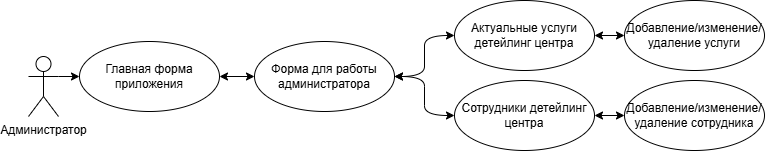 Администратор
Главная форма
приложения
Форма для работы
администратора
Актуальные услуги
детейлинг центра
Добавление/изменение/
удаление услуги
Сотрудники детейлинг
центра
Добавление/изменение/
удаление сотрудника